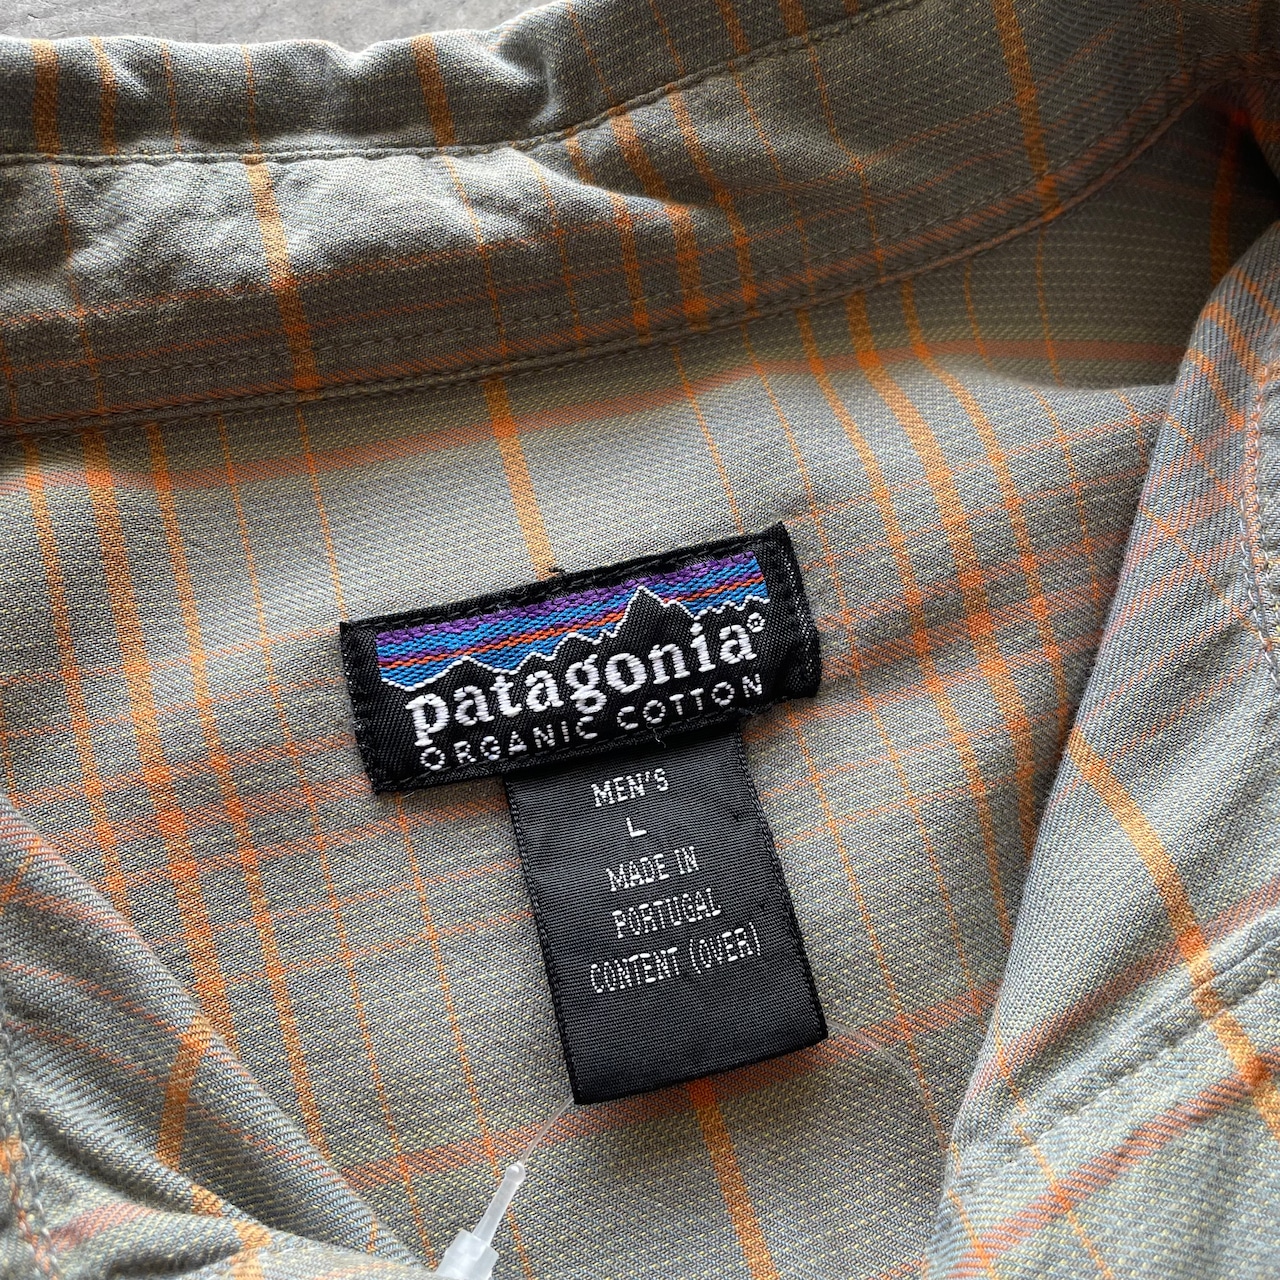 patagonia®
ORGANIC COTTON
MEN'S
L
MADE IN
PORTUGAL
CONTENT (OVER)